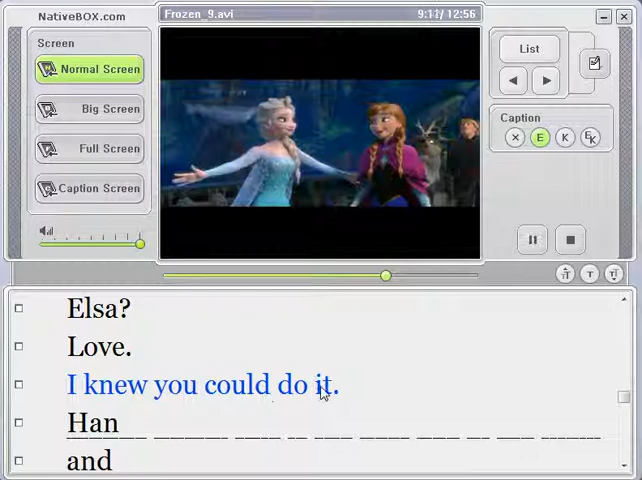 NativeBOX.com
Frozen_9.avi
9:17/ 12:56
Screen
Normal Screen
Big Screen
Full Screen
Caption Screen
List
Caption
E
K
EK
T
T
T
Elsa?
Love.
I knew you could do it.
Han
and